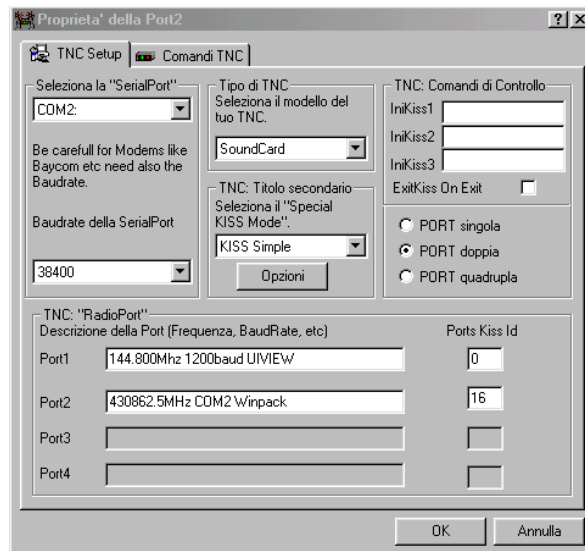 Proprieta' della Port2
TNC Setup
Comandi TNC
Seleziona la "SerialPort"
COM2:
Be carefull for Modems like
Baycom etc need also the
Baudrate.
Baudrate della SerialPort
38400
Tipo di TNC
Seleziona il modello del
tuo TNC.
SoundCard
TNC: Titolo secondario
Seleziona il "Special
KISS Mode".
KISS Simple
Opzioni
TNC: Comandi di Controllo
IniKiss1
IniKiss2
IniKiss3
ExitKiss On Exit
PORT singola
PORT doppia
PORT quadrupla
TNC: "RadioPort"
Descrizione della Port (Frequenza, BaudRate, etc)
Ports Kiss Id
Port1 144.800Mhz 1200baud UIVIEW 0
Port2 430862.5MHz COM2 Winpack 16
Port3
Port4
OK
Annulla